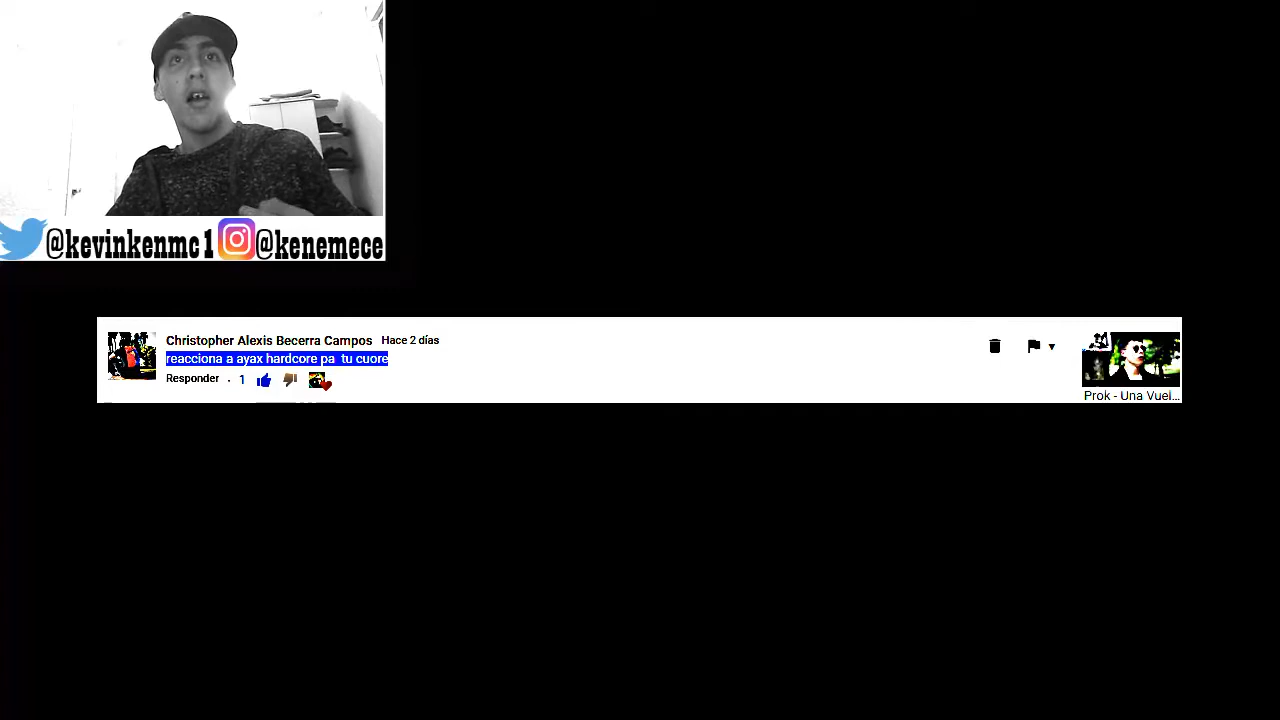 @kevinkenmc1 @kenemece
Christopher Alexis Becerra Campos Hace 2 días
reacciona a ayax hardcore pa tu cuore
Responder . 1
Prok - Una Vuel...